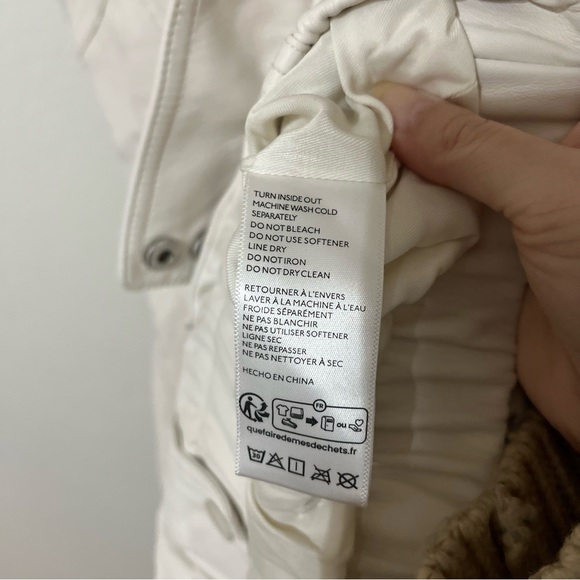 TURN INSIDE OUT
MACHINE WASH COLD
SEPARATELY
DO NOT BLEACH
DO NOT USE SOFTENER
LINE DRY
DO NOT IRON
DO NOT DRY CLEAN
RETOURNER À L'ENVERS
LAVER À LA MACHINE À L'EAU
FROIDE SÉPARÉMENT
NE PAS BLANCHIR
NE PAS UTILISER SOFTENER
LIGNE SEC
NE PAS REPASSER
NE PAS NETTOYER À SEC
HECHO EN CHINA
FR
OU
quefairedemesdechets.fr
30